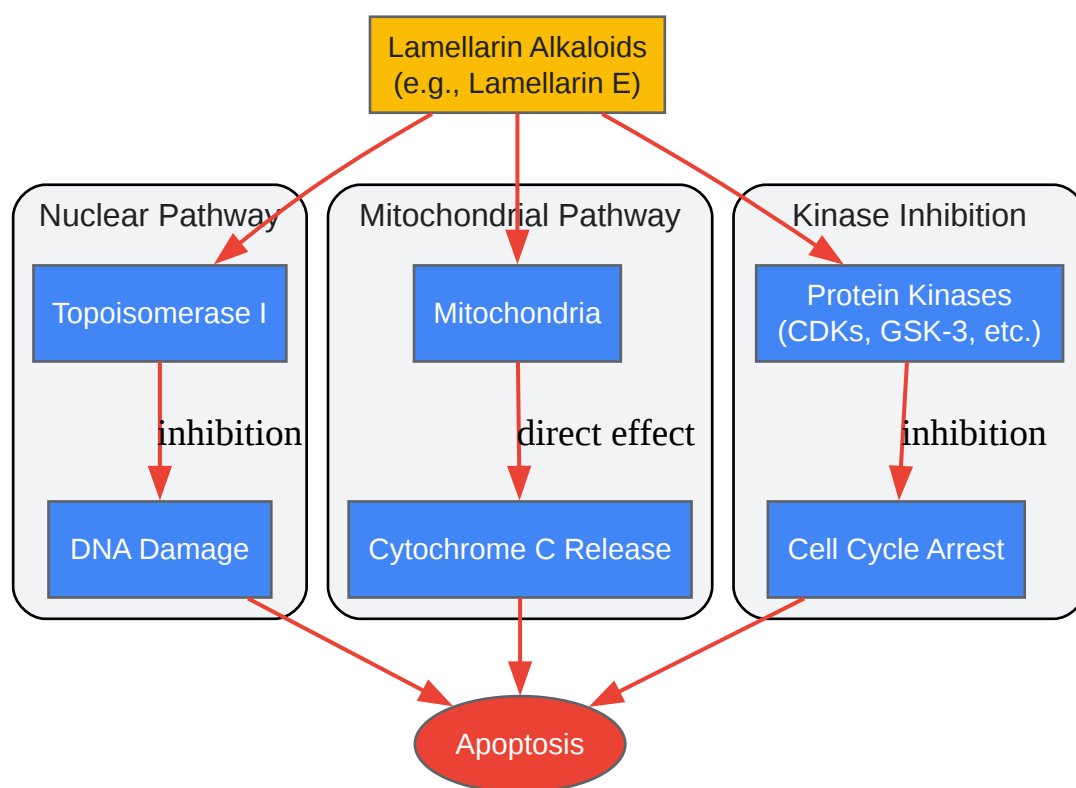 Lamellarin Alkaloids
(e.g., Lamellarin E)
Nuclear Pathway
Mitochondrial Pathway
Kinase Inhibition
Topoisomerase I
Mitochondria
Protein Kinases
(CDKs, GSK-3, etc.)
inhibition
direct effect
inhibition
DNA Damage
Cytochrome C Release
Cell Cycle Arrest
Apoptosis